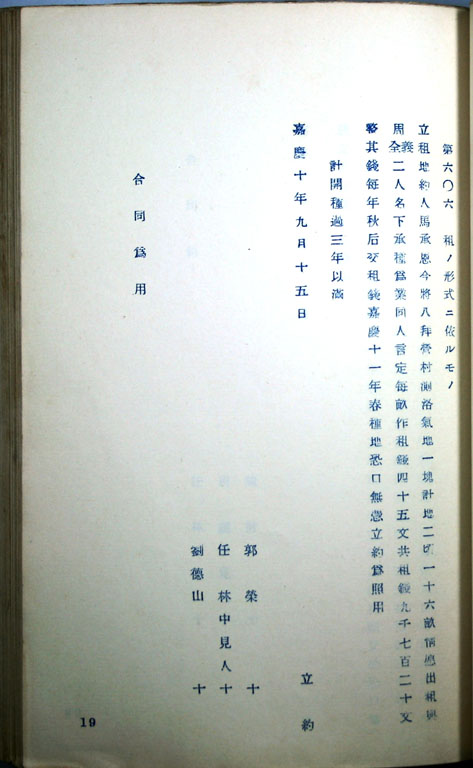 第六〇六　租ノ形式ニ依ルモノ
立租地約人馬承恩今將八拜營村測洛氣地一塊計地二頃一十六畝情愿出租與
周全義二人名下承種爲業同人言定每畝作租錢四十五文共租錢九千七百二十文
整其錢每年秋后交租錢嘉慶十一年春種地恐口無憑立約爲照用
計開種過三年以滿
嘉慶十年九月十五日　立約
郭榮　十
任　林中見人十
劉德山　十
合同爲用
19